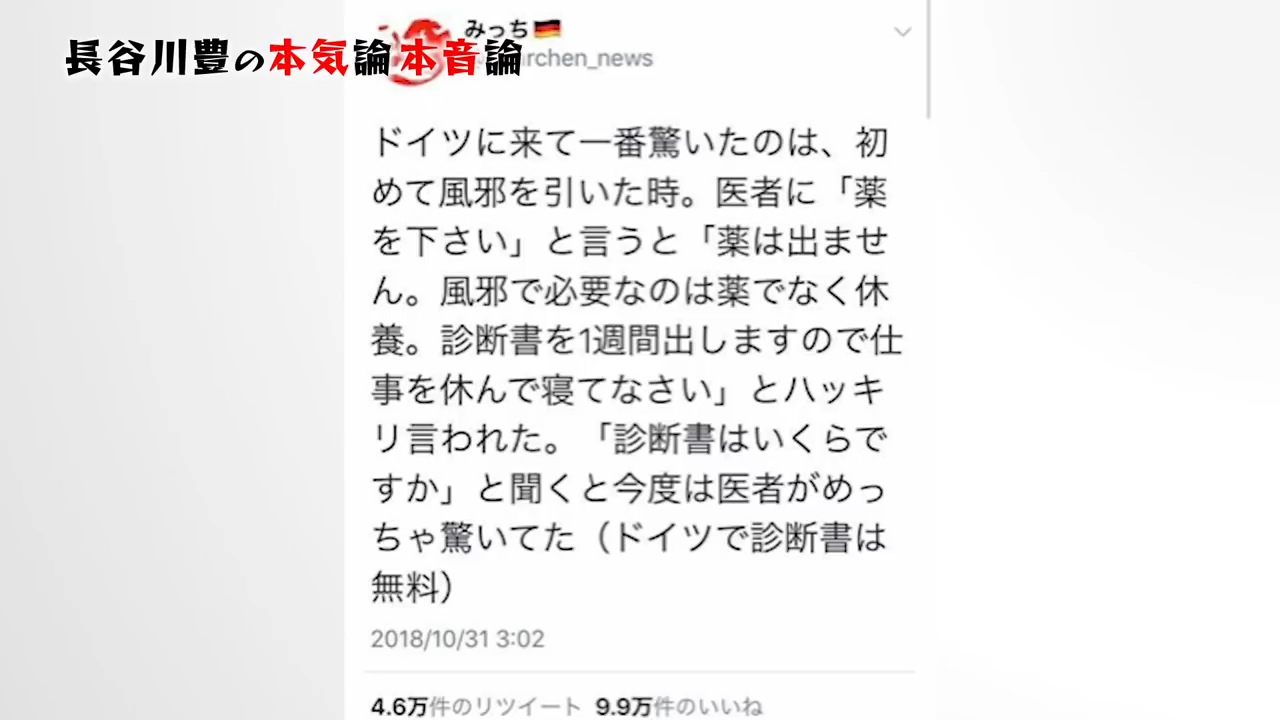 長谷川豊の本気論本音論
みっち🇩🇪
rchen_news
ドイツに来て一番驚いたのは、初
めて風邪を引いた時。医者に「薬
を下さい」と言うと「薬は出ませ
ん。風邪で必要なのは薬でなく休
養。診断書を1週間出しますので仕
事を休んで寝てなさい」とハッキ
リ言われた。「診断書はいくらで
すか」と聞くと今度は医者がめっ
ちゃ驚いてた（ドイツで診断書は
無料）
2018/10/31 3:02
4.6万件のリツイート 9.9万件のいいね